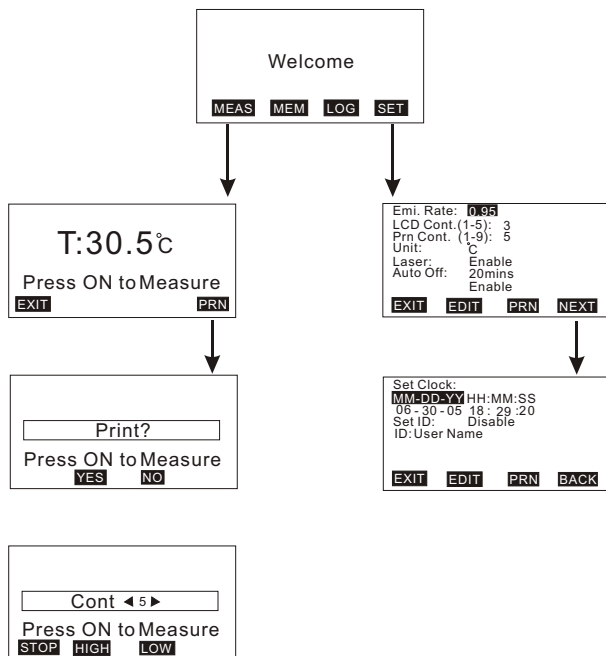 Welcome
MEAS MEM LOG SET
T:30.5℃
Press ON to Measure
EXIT PRN
Print?
Press ON to Measure
YES NO
Cont ◀ 5 ▶
Press ON to Measure
STOP HIGH LOW
Emi. Rate: 0.95
LCD Cont.(1-5): 3
Prn Cont. (1-9): 5
Unit: ℃
Laser: Enable
Auto Off: 20mins
Enable
EXIT EDIT PRN NEXT
Set Clock:
MM-DD-YY HH:MM:SS
06-30-05 18:29:20
Set ID: Disable
ID:User Name
EXIT EDIT PRN BACK